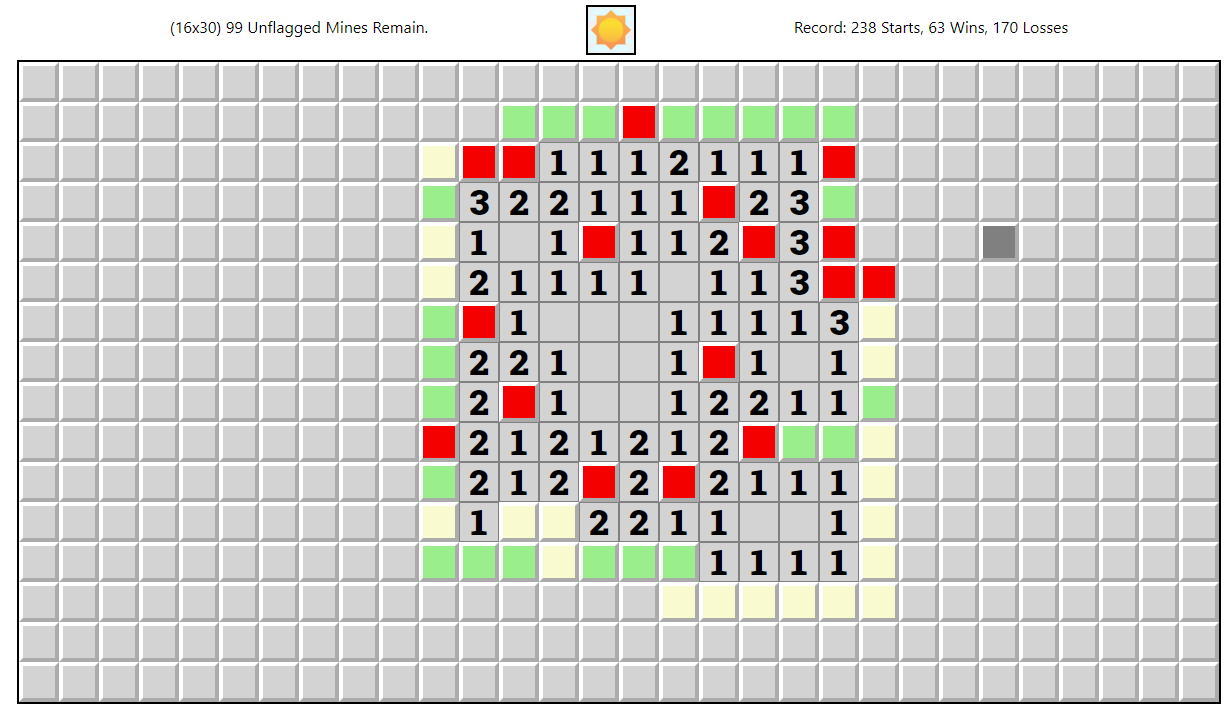 (16x30) 99 Unflagged Mines Remain. Record: 238 Starts, 63 Wins, 170 Losses
1 1 1 2 1 1 1
3 2 2 1 1 1 2 3
1 1 1 1 2 3
2 1 1 1 1 1 1 3
1 1 1 1 1 3
2 2 1 1 1 1
2 1 1 2 2 1 1
2 1 2 1 2 1 2
2 1 2 2 2 1 1 1
1 2 2 1 1 1
1 1 1 1